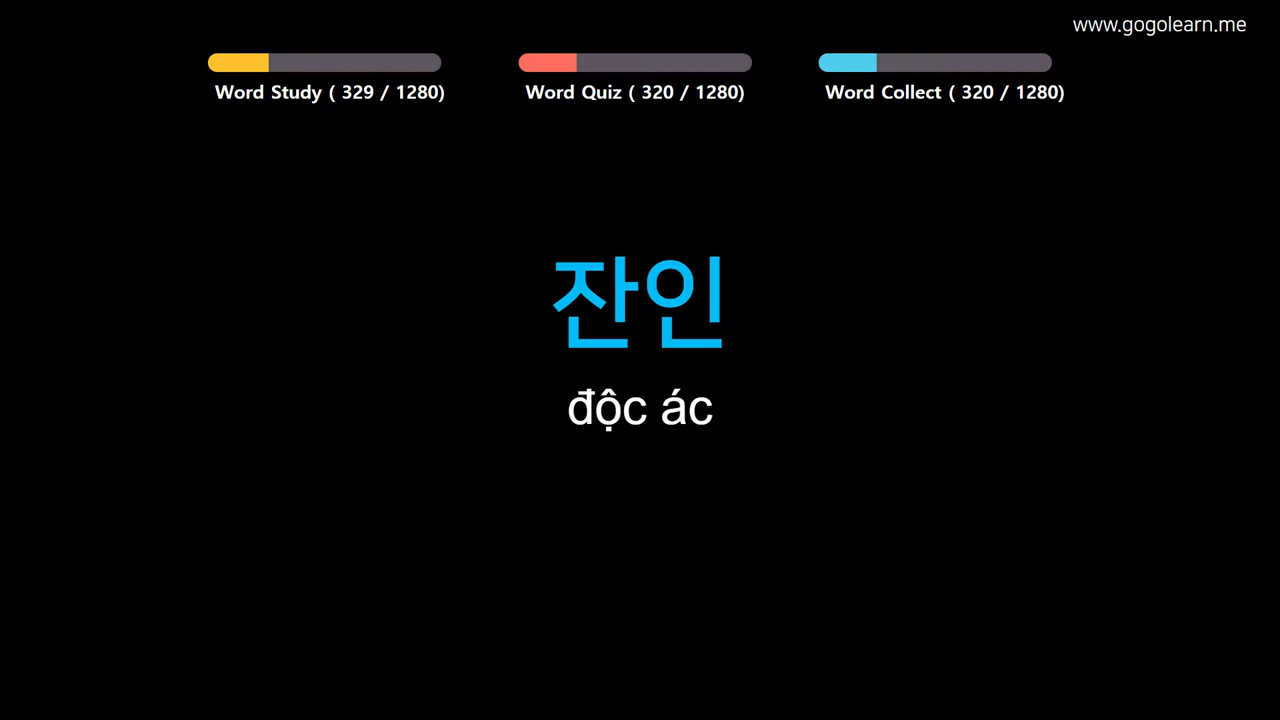 www.gogolearn.me
Word Study ( 329 / 1280)
Word Quiz ( 320 / 1280)
Word Collect ( 320 / 1280)
잔인
độc ác